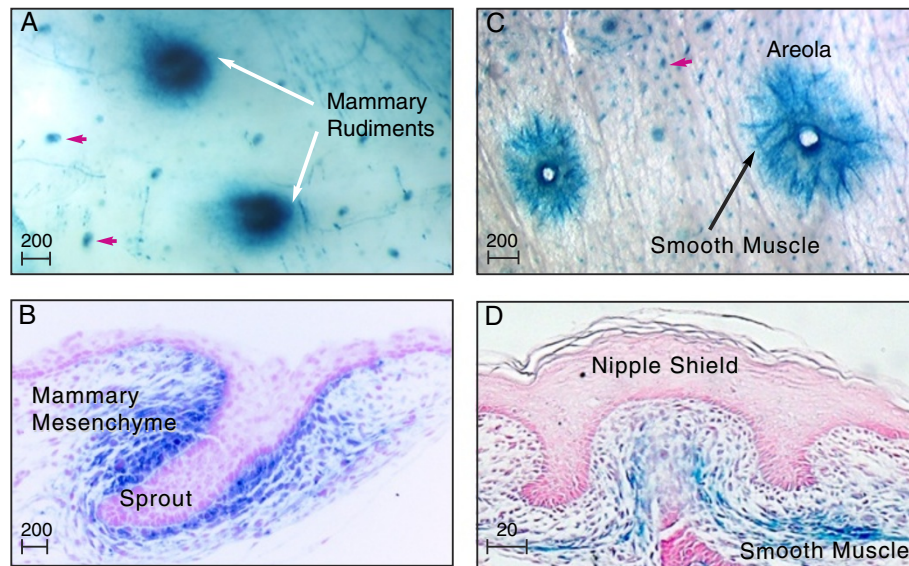 A
Mammary
Rudiments
200
B
Mammary
Mesenchyme
Sprout
200
C
Areola
Smooth Muscle
200
D
Nipple Shield
20
Smooth Muscle